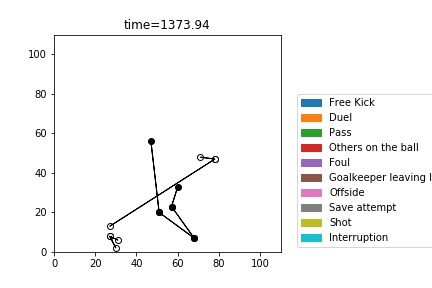 time=1373.94
100
80
60
40
20
0
0 20 40 60 80 100
Free Kick
Duel
Pass
Others on the ball
Foul
Goalkeeper leaving l
Offside
Save attempt
Shot
Interruption